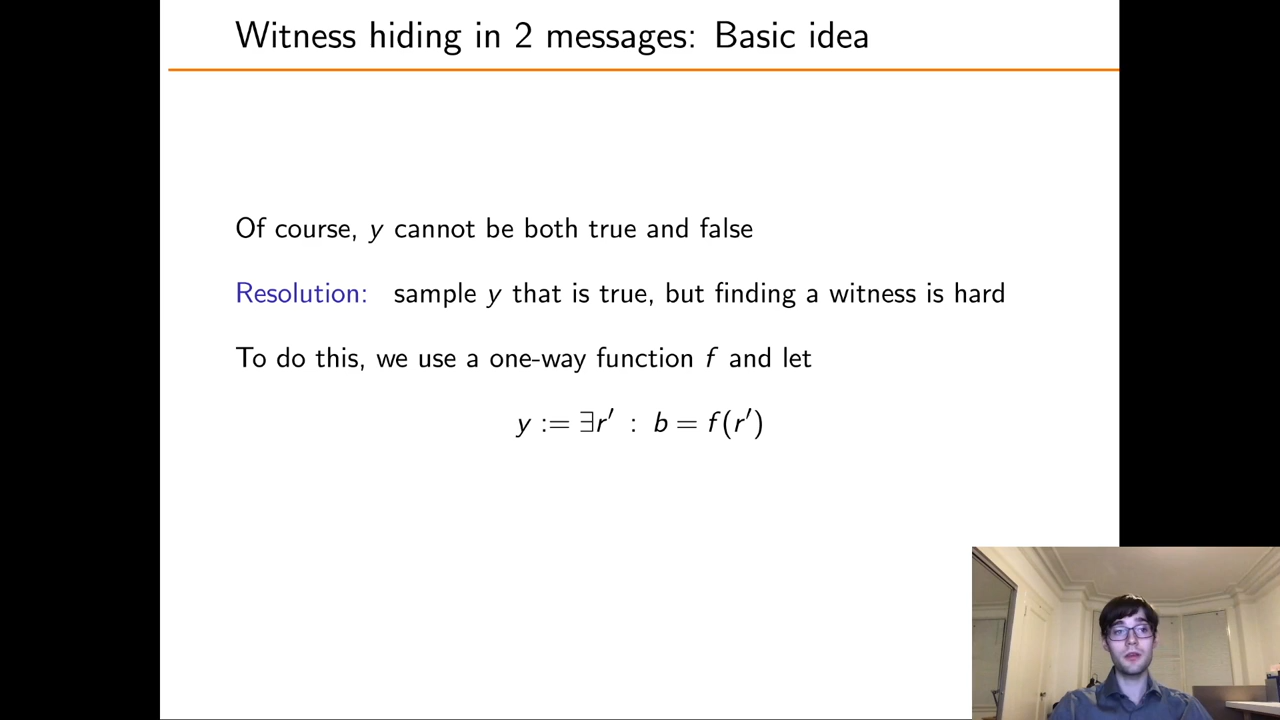 Witness hiding in 2 messages: Basic idea
Of course, y cannot be both true and false
Resolution: sample y that is true, but finding a witness is hard
To do this, we use a one-way function f and let
y := ∃r′ : b = f(r′)